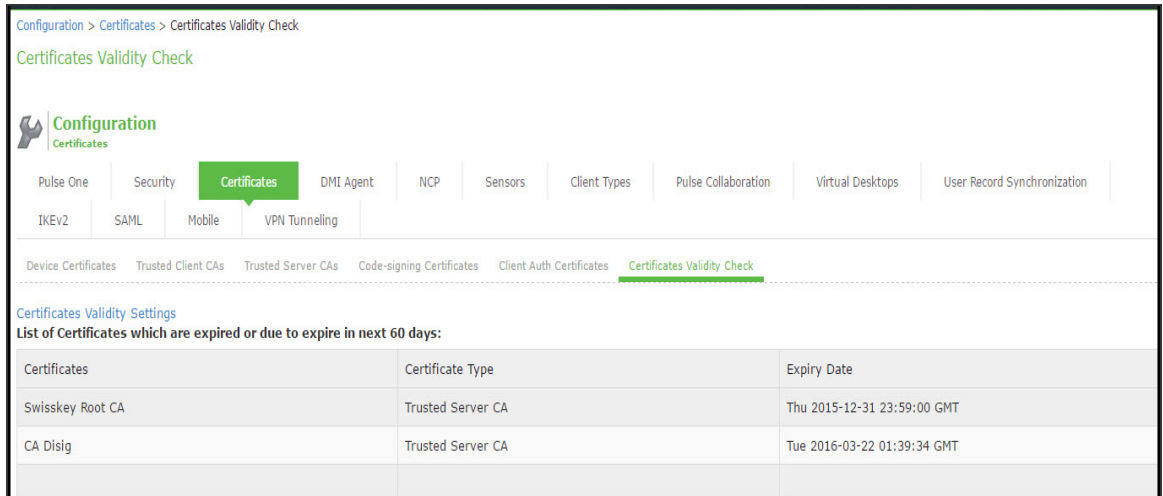 Configuration > Certificates > Certificates Validity Check
Certificates Validity Check
Configuration
Certificates
Pulse One Security Certificates DMI Agent NCP Sensors Client Types Pulse Collaboration Virtual Desktops User Record Synchronization
IKEv2 SAML Mobile VPN Tunneling
Device Certificates Trusted Client CAs Trusted Server CAs Code-signing Certificates Client Auth Certificates Certificates Validity Check
Certificates Validity Settings
List of Certificates which are expired or due to expire in next 60 days:
Certificates Certificate Type Expiry Date
Swisskey Root CA Trusted Server CA Thu 2015-12-31 23:59:00 GMT
CA Disig Trusted Server CA Tue 2016-03-22 01:39:34 GMT